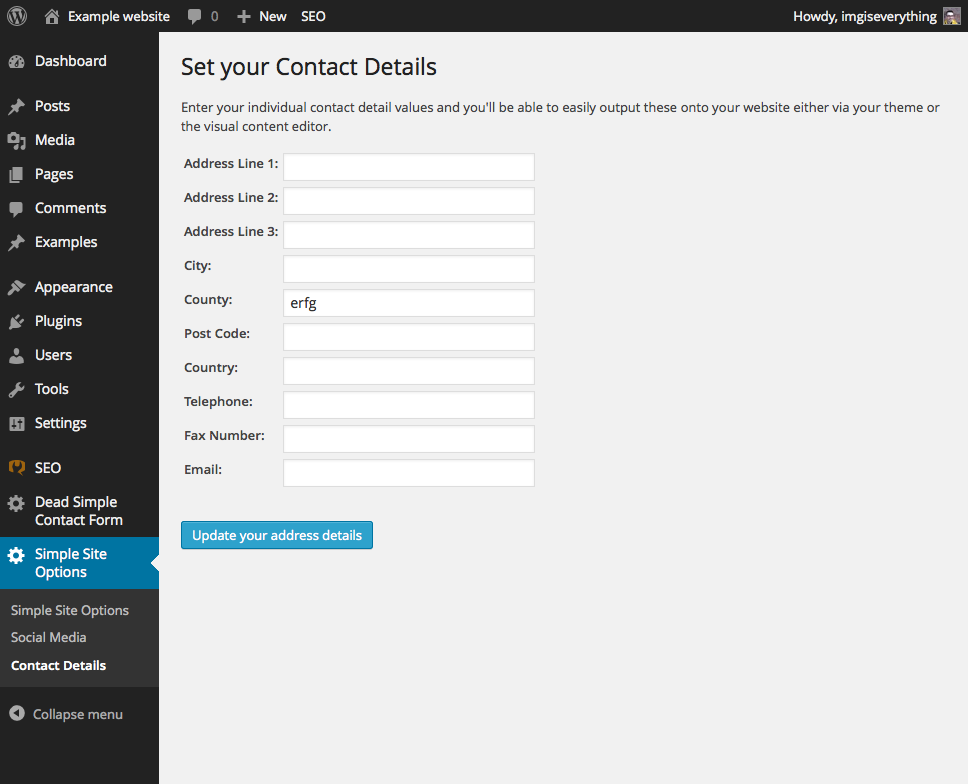 Example website 0 New SEO Howdy, imgiseverything
Dashboard
Posts
Media
Pages
Comments
Examples
Appearance
Plugins
Users
Tools
Settings
SEO
Dead Simple
Contact Form
Simple Site
Options
Simple Site Options
Social Media
Contact Details
Collapse menu
Set your Contact Details
Enter your individual contact detail values and you'll be able to easily output these onto your website either via your theme or
the visual content editor.
Address Line 1:
Address Line 2:
Address Line 3:
City:
County: erfg
Post Code:
Country:
Telephone:
Fax Number:
Email:
Update your address details